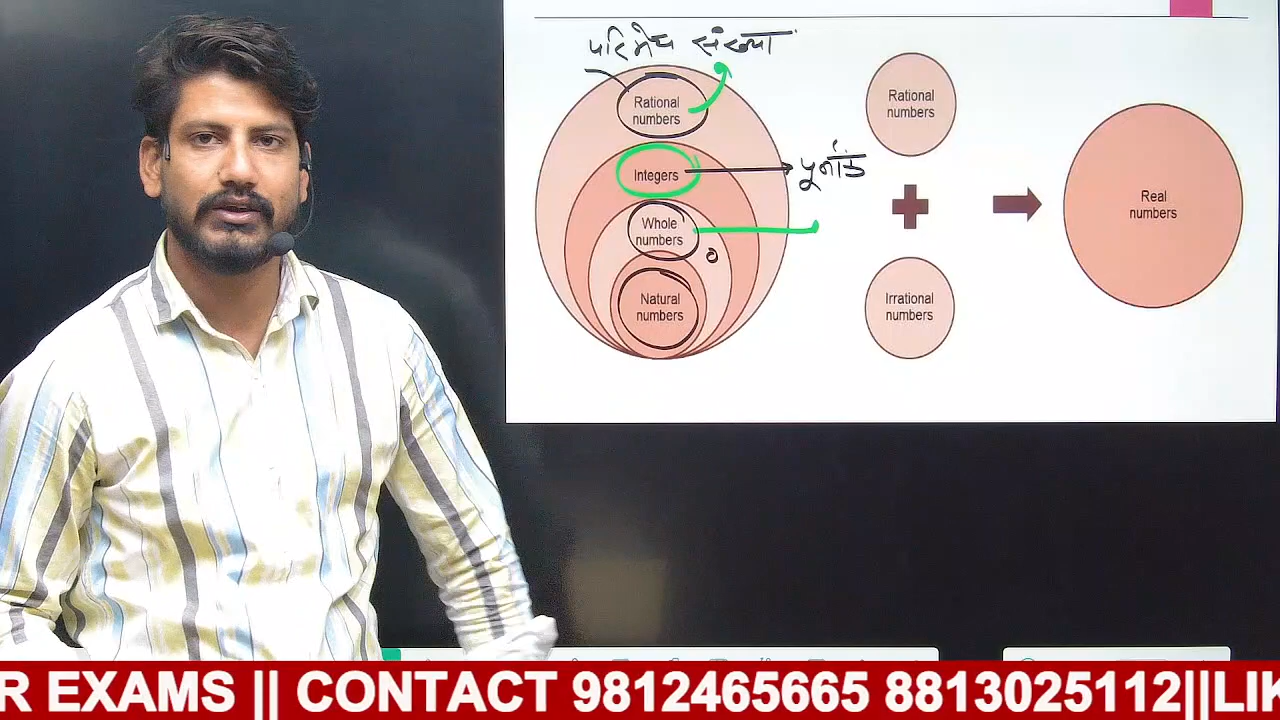 परिमेय संख्या
Rational
numbers
Integers
पूर्णांक
Whole
numbers
0
Natural
numbers
Rational
numbers
Irrational
numbers
Real
numbers
R EXAMS || CONTACT 9812465665 8813025112||LIK